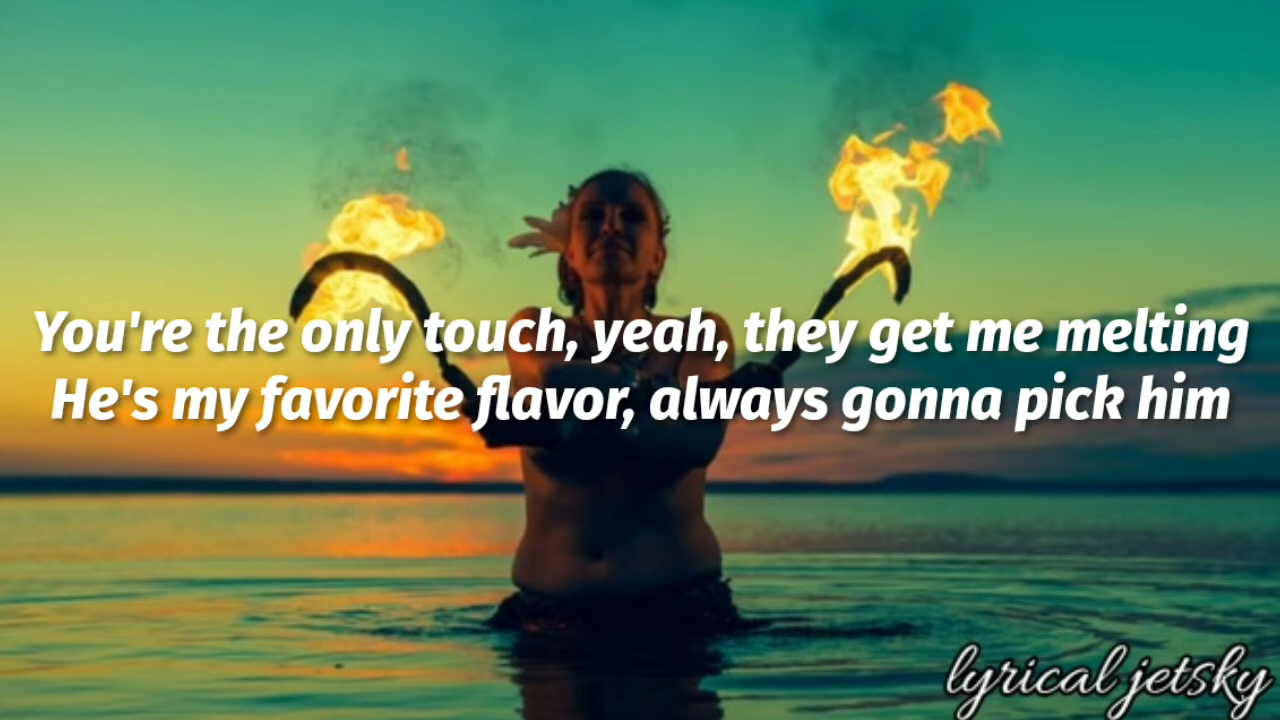 You're the only touch, yeah, they get me melting
He's my favorite flavor, always gonna pick him
lyrical jetsky